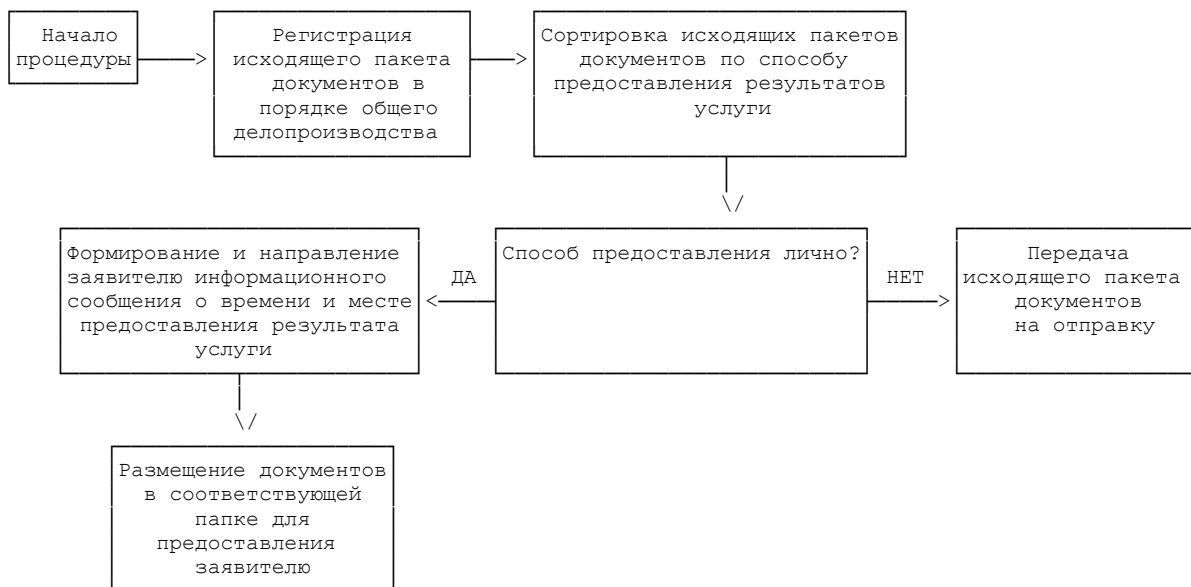 Начало
процедуры
Регистрация
исходящего пакета
документов в
порядке общего
делопроизводства
Сортировка исходящих пакетов
документов по способу
предоставления результатов
услуги
Формирование и направление
заявителю информационного
сообщения о времени и месте
предоставления результата
услуги
ДА
Способ предоставления лично?
НЕТ
Передача
исходящего пакета
документов
на отправку
Размещение документов
в соответствующей
папке для
предоставления
заявителю